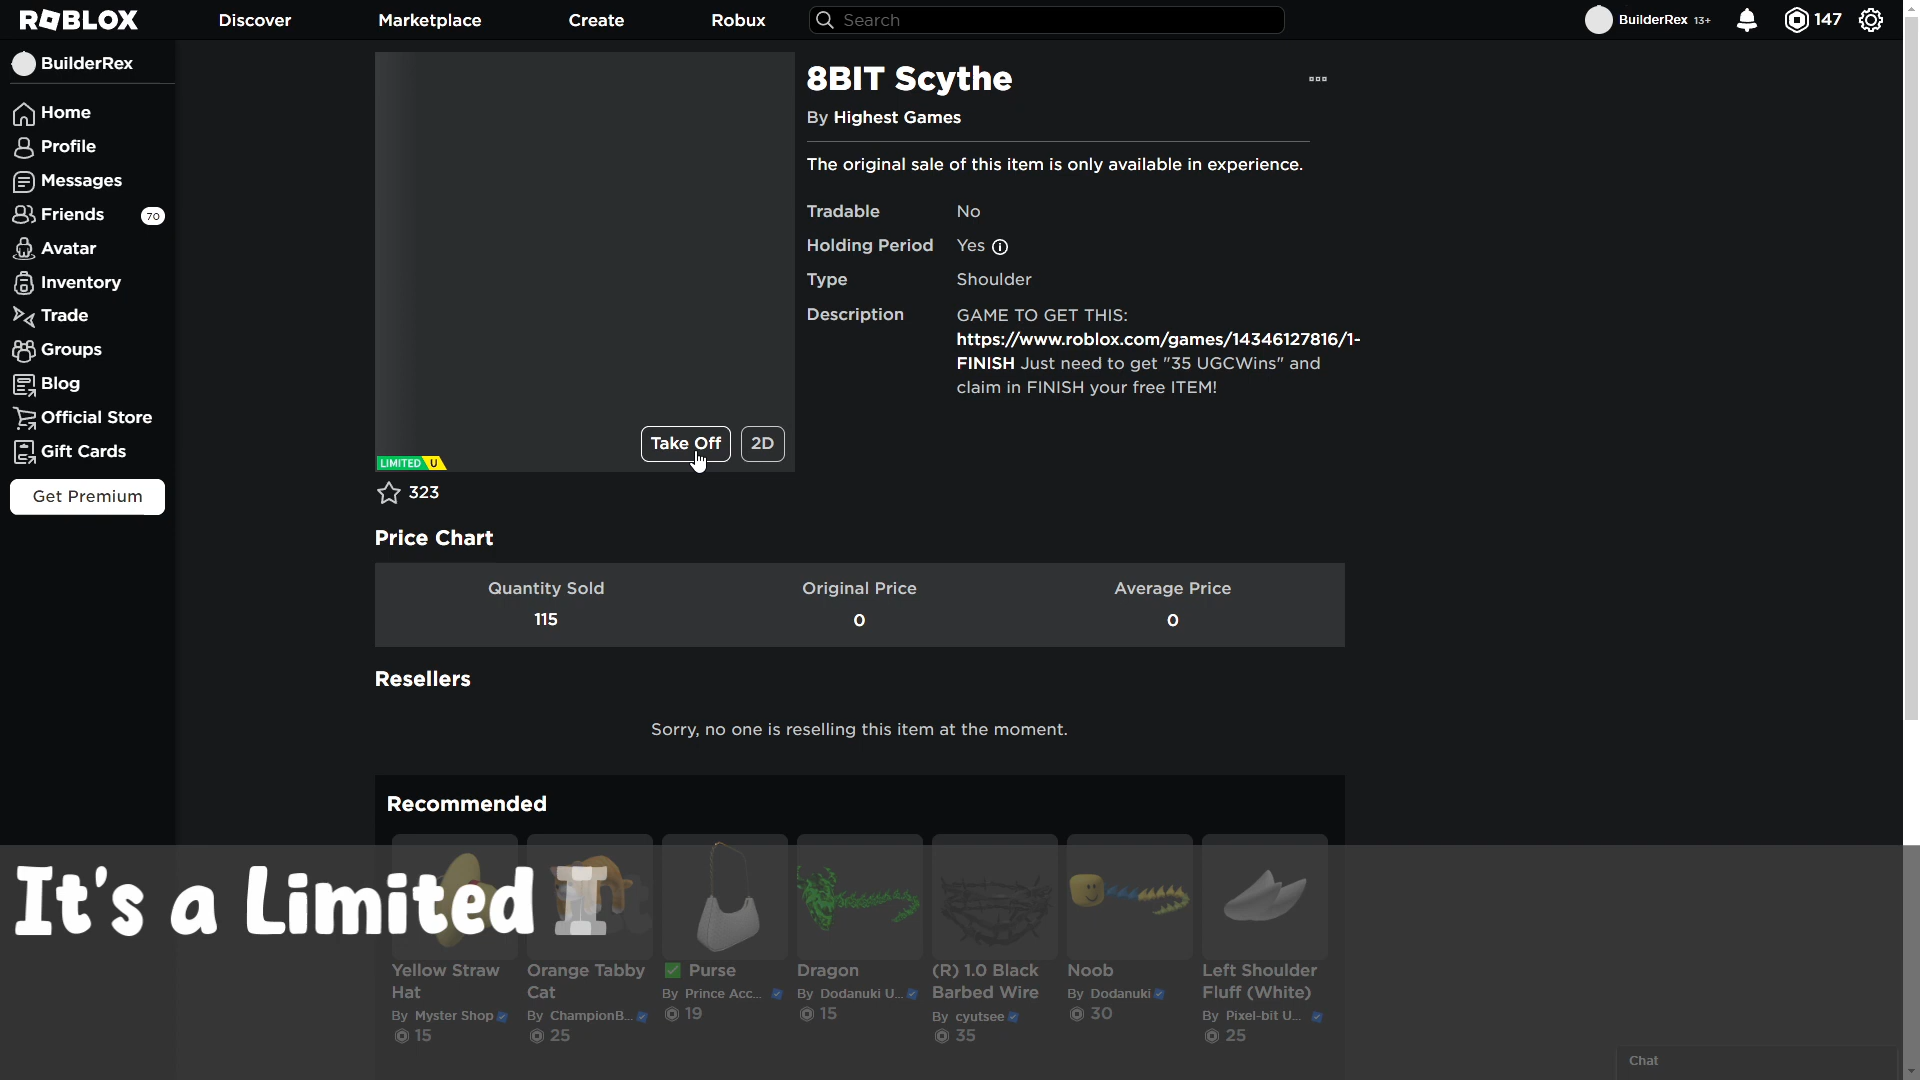 ROBLOX
Discover
Marketplace
Create
Robux
Search
BuilderRex 13+
147
BuilderRex
Home
Profile
Messages
Friends 70
Avatar
Inventory
Trade
Groups
Blog
Official Store
Gift Cards
Get Premium
8BIT Scythe
By Highest Games
The original sale of this item is only available in experience.
Tradable No
Holding Period Yes
Type Shoulder
Description GAME TO GET THIS:
https://www.roblox.com/games/14346127816/1-
FINISH Just need to get "35 UGCWins" and
claim in FINISH your free ITEM!
Take Off
2D
LIMITED U
323
Price Chart
Quantity Sold
115
Original Price
0
Average Price
0
Resellers
Sorry, no one is reselling this item at the moment.
Recommended
It's a Limited I
Yellow Straw
Hat
By Myster Shop
15
Orange Tabby
Cat
By ChampionB...
25
Purse
By Prince Acc...
19
Dragon
By Dodanuki U...
15
(R) 1.0 Black
Barbed Wire
By cyutsee
35
Noob
By Dodanuki
30
Left Shoulder
Fluff (White)
By Pixel-bit U...
25
Chat